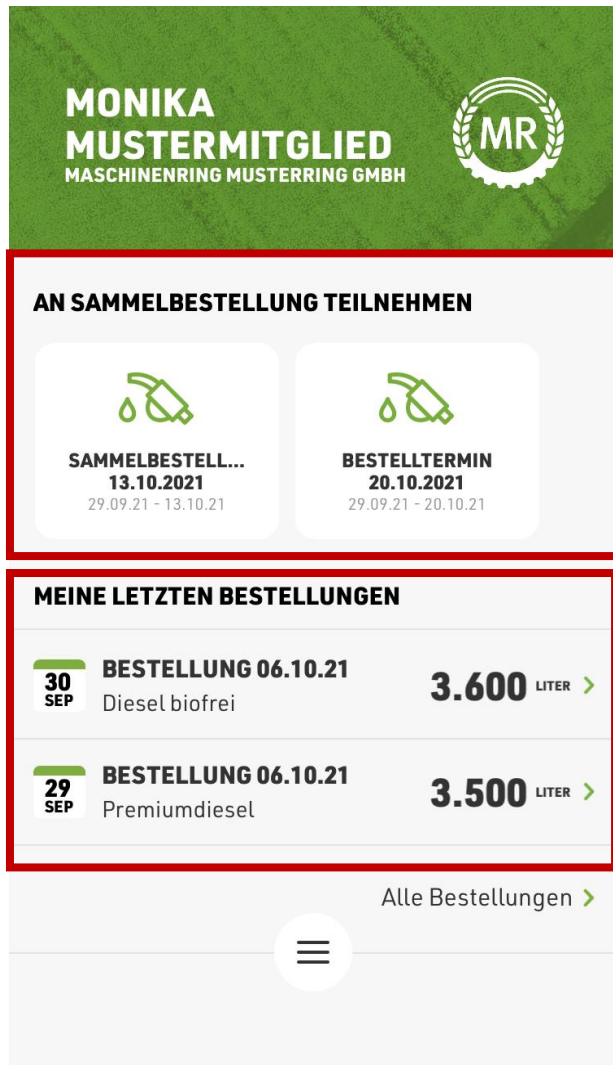 MONIKA
MUSTERMITGLIED
MASCHINENRING MUSTERRING GMBH
MR
AN SAMMELBESTELLUNG TEILNEHMEN
SAMMELBESTELL...
13.10.2021
29.09.21 - 13.10.21
BESTELLTERMIN
20.10.2021
29.09.21 - 20.10.21
MEINE LETZTEN BESTELLUNGEN
30
SEP
BESTELLUNG 06.10.21
Diesel biofrei
3.600 LITER
29
SEP
BESTELLUNG 06.10.21
Premiumdiesel
3.500 LITER
Alle Bestellungen